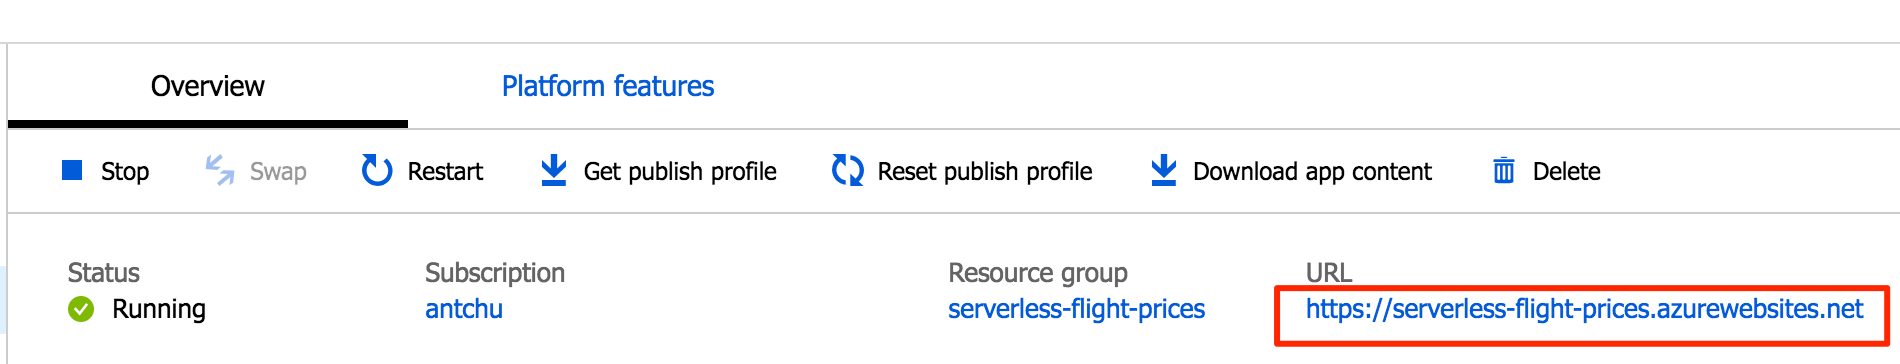 Overview Platform features
Stop Swap Restart Get publish profile Reset publish profile Download app content Delete
Status Subscription Resource group URL
Running antchu serverless-flight-prices https://serverless-flight-prices.azurewebsites.net